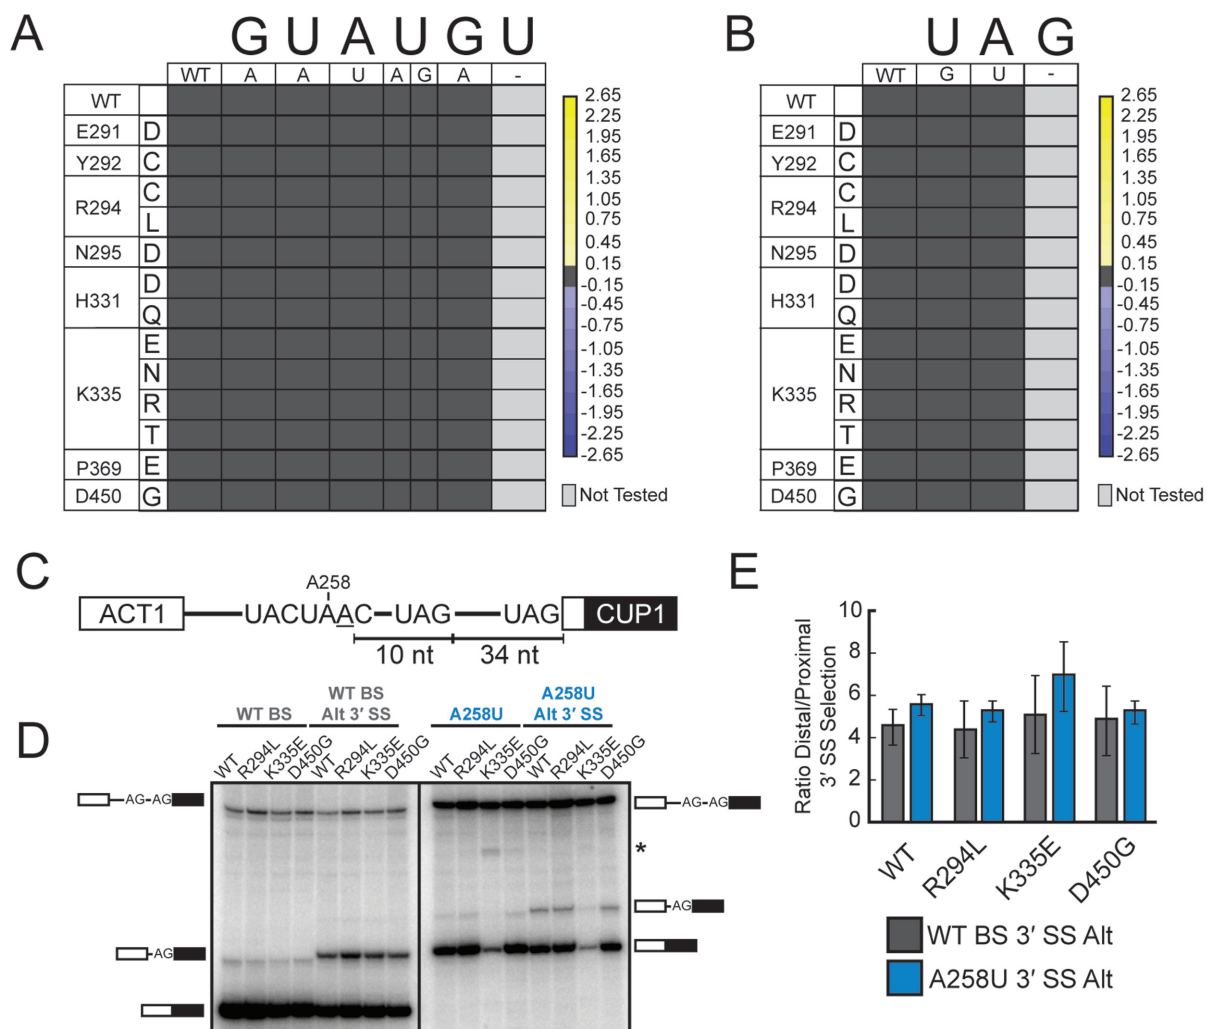 A
G U A U G U
WT A A U A G A -
WT
E291 D
Y292 C
R294 C
L
N295 D
H331 D
Q
K335 E
N
R
T
P369 E
D450 G
2.65
2.25
1.95
1.65
1.35
1.05
0.75
0.45
0.15
-0.15
-0.45
-0.75
-1.05
-1.35
-1.65
-1.95
-2.25
-2.65
Not Tested
B
U A G
WT G U -
WT
E291 D
Y292 C
R294 C
L
N295 D
H331 D
Q
K335 E
N
R
T
P369 E
D450 G
2.65
2.25
1.95
1.65
1.35
1.05
0.75
0.45
0.15
-0.15
-0.45
-0.75
-1.05
-1.35
-1.65
-1.95
-2.25
-2.65
Not Tested
C
A258
ACT1 UACUAAC UAG UAG CUP1
10 nt 34 nt
D
WT BS
WT BS
Alt 3′ SS
A258U
A258U
Alt 3′ SS
WT R294L K335E D450G WT R294L K335E D450G
WT R294L K335E D450G WT R294L K335E D450G
AG-AG
AG
AG-AG
*
AG
E
Ratio Distal/Proximal
3′ SS Selection
10
8
6
4
2
0
WT R294L K335E D450G
WT BS 3′ SS Alt
A258U 3′ SS Alt